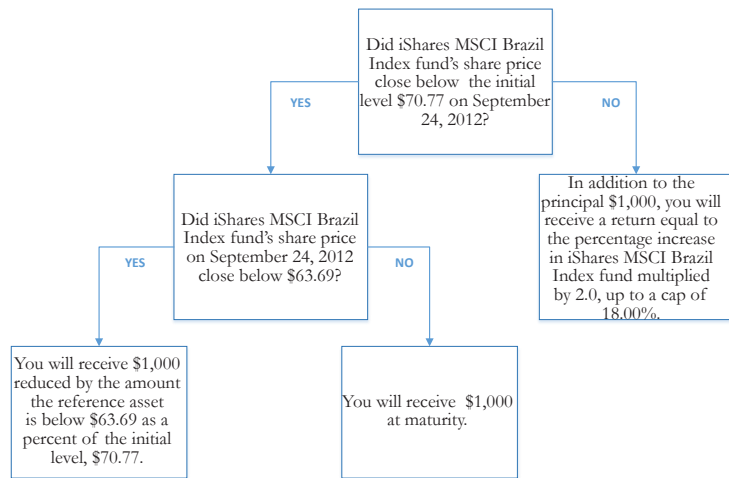 Did iShares MSCI Brazil
Index fund's share price
close below the initial
level $70.77 on September
24, 2012?
YES
NO
Did iShares MSCI Brazil
Index fund's share price
on September 24, 2012
close below $63.69?
In addition to the
principal $1,000, you will
receive a return equal to
the percentage increase
in iShares MSCI Brazil
Index fund multiplied
by 2.0, up to a cap of
18.00%.
YES
NO
You will receive $1,000
reduced by the amount
the reference asset
is below $63.69 as a
percent of the initial
level, $70.77.
You will receive $1,000
at maturity.